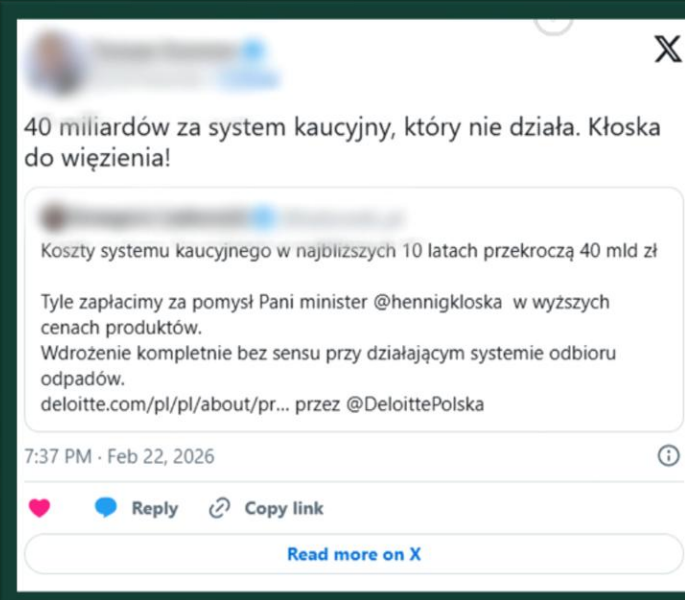 40 miliardów za system kaucyjny, który nie działa. Kłoska
do więzienia!
Koszty systemu kaucyjnego w najbliższych 10 latach przekroczą 40 mld zł
Tyle zapłacimy za pomysł Pani minister @hennigkloska w wyższych
cenach produktów.
Wdrożenie kompletnie bez sensu przy działającym systemie odbioru
odpadów.
deloitte.com/pl/pl/about/pr... przez @DeloittePolska
7:37 PM · Feb 22, 2026
Reply
Copy link
Read more on X